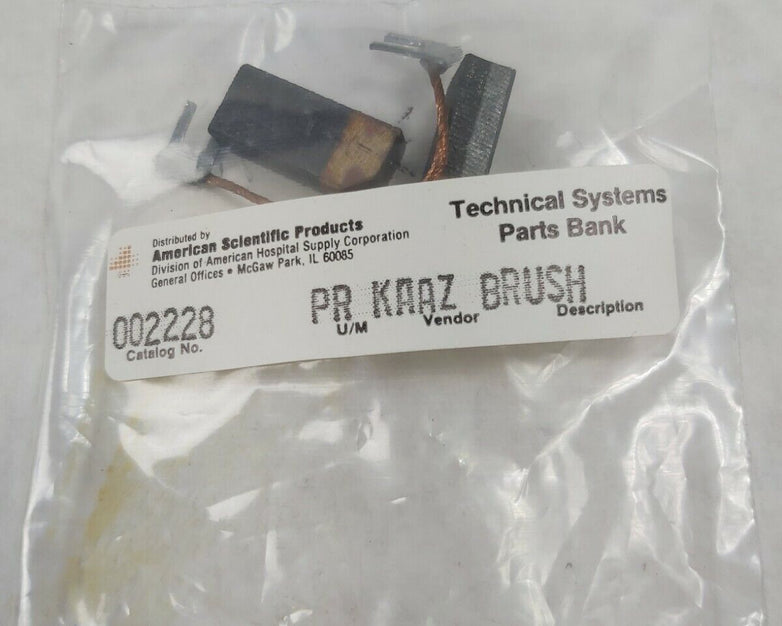 Distributed by
American Scientific Products
Division of American Hospital Supply Corporation
General Offices • McGaw Park, IL 60085
Technical Systems
Parts Bank
002228 PR KAAZ BRUSH
Catalog No. U/M Vendor Description